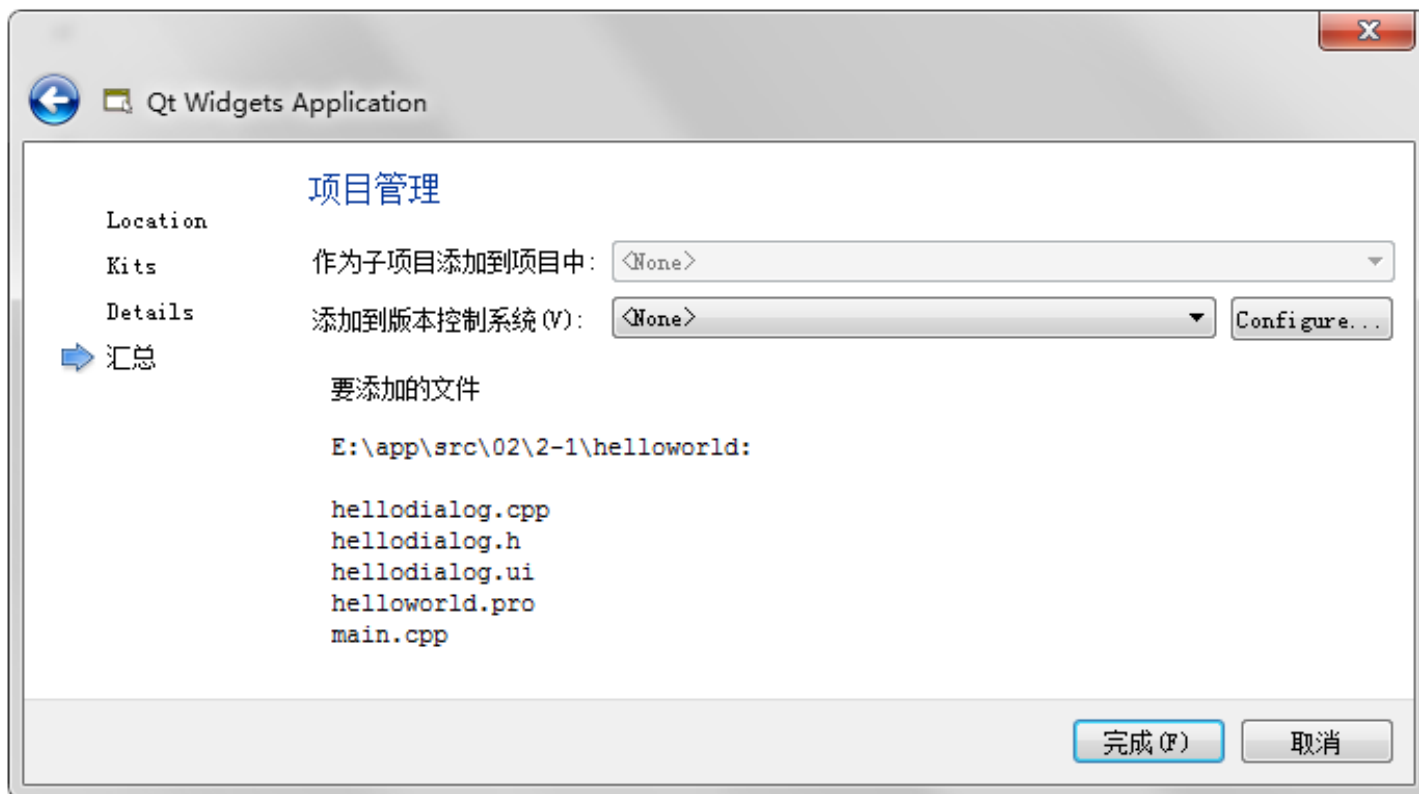 Qt Widgets Application
项目管理
Location
Kits
Details
汇总
作为子项目添加到项目中: <None>
添加到版本控制系统(V): <None> Configure...
要添加的文件
E:\app\src\02\2-1\helloworld:
hellodialog.cpp
hellodialog.h
hellodialog.ui
helloworld.pro
main.cpp
完成(F) 取消